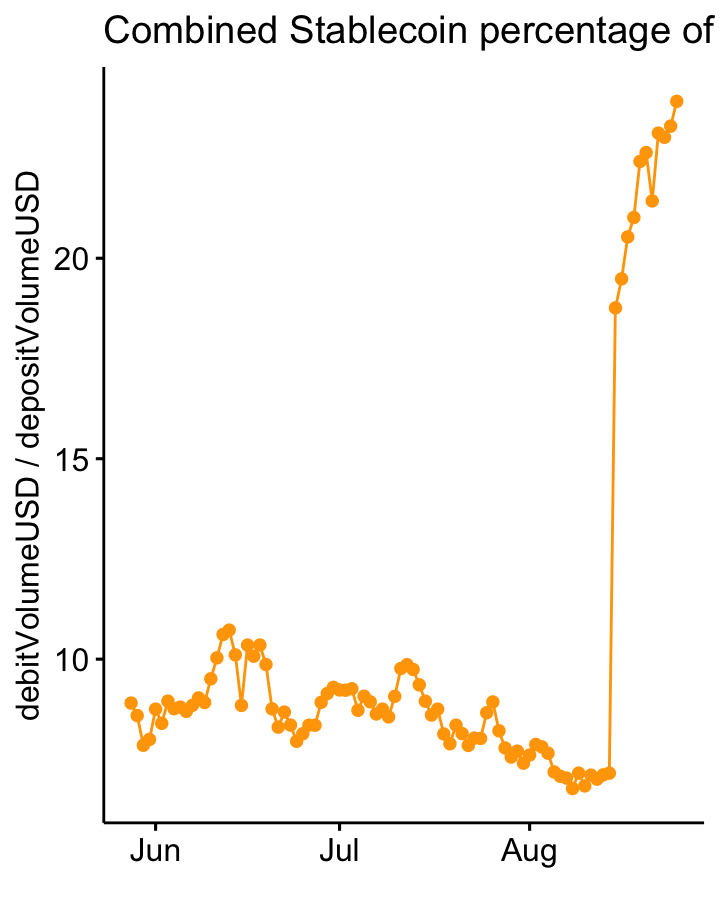 Combined Stablecoin percentage of
debitVolumeUSD / depositVolumeUSD
20
15
10
Jun Jul Aug